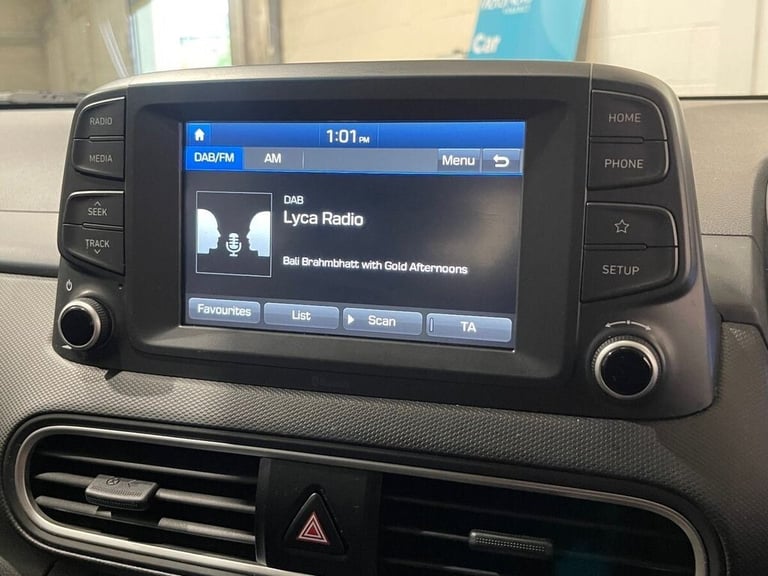 Car
RADIO
MEDIA
SEEK
TRACK
1:01 PM
DAB/FM AM Menu
DAB
Lyca Radio
Bali Brahmbhatt with Gold Afternoons
Favourites List Scan TA
HOME
PHONE
SETUP